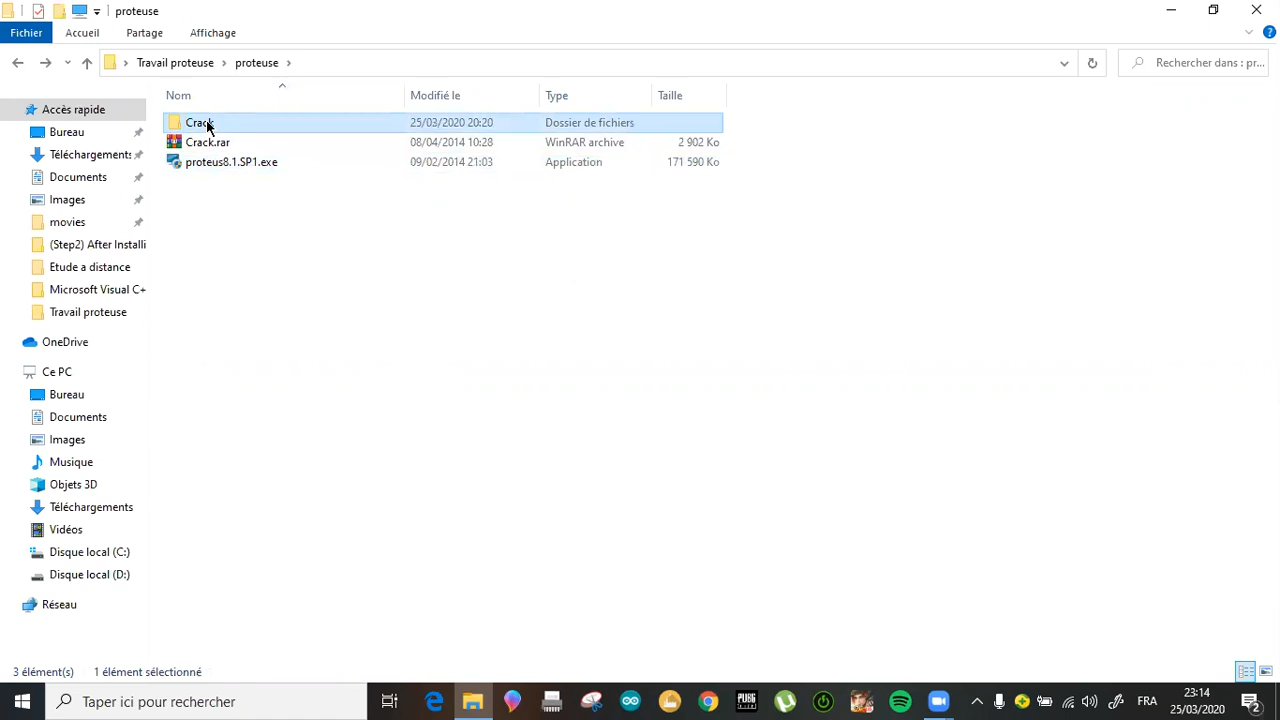 proteuse
Fichier Accueil Partage Affichage
Travail proteuse proteuse Rechercher dans : pr...
Nom Modifié le Type Taille
Crack 25/03/2020 20:20 Dossier de fichiers
Crack.rar 08/04/2014 10:28 WinRAR archive 2 902 Ko
proteus8.1.SP1.exe 09/02/2014 21:03 Application 171 590 Ko
Accès rapide
Bureau
Téléchargements
Documents
Images
movies
(Step2) After Installi
Etude a distance
Microsoft Visual C+
Travail proteuse
OneDrive
Ce PC
Bureau
Documents
Images
Musique
Objets 3D
Téléchargements
Vidéos
Disque local (C:)
Disque local (D:)
Réseau
3 élément(s) 1 élément sélectionné
Taper ici pour rechercher
PUBG
FRA
23:14
25/03/2020
2